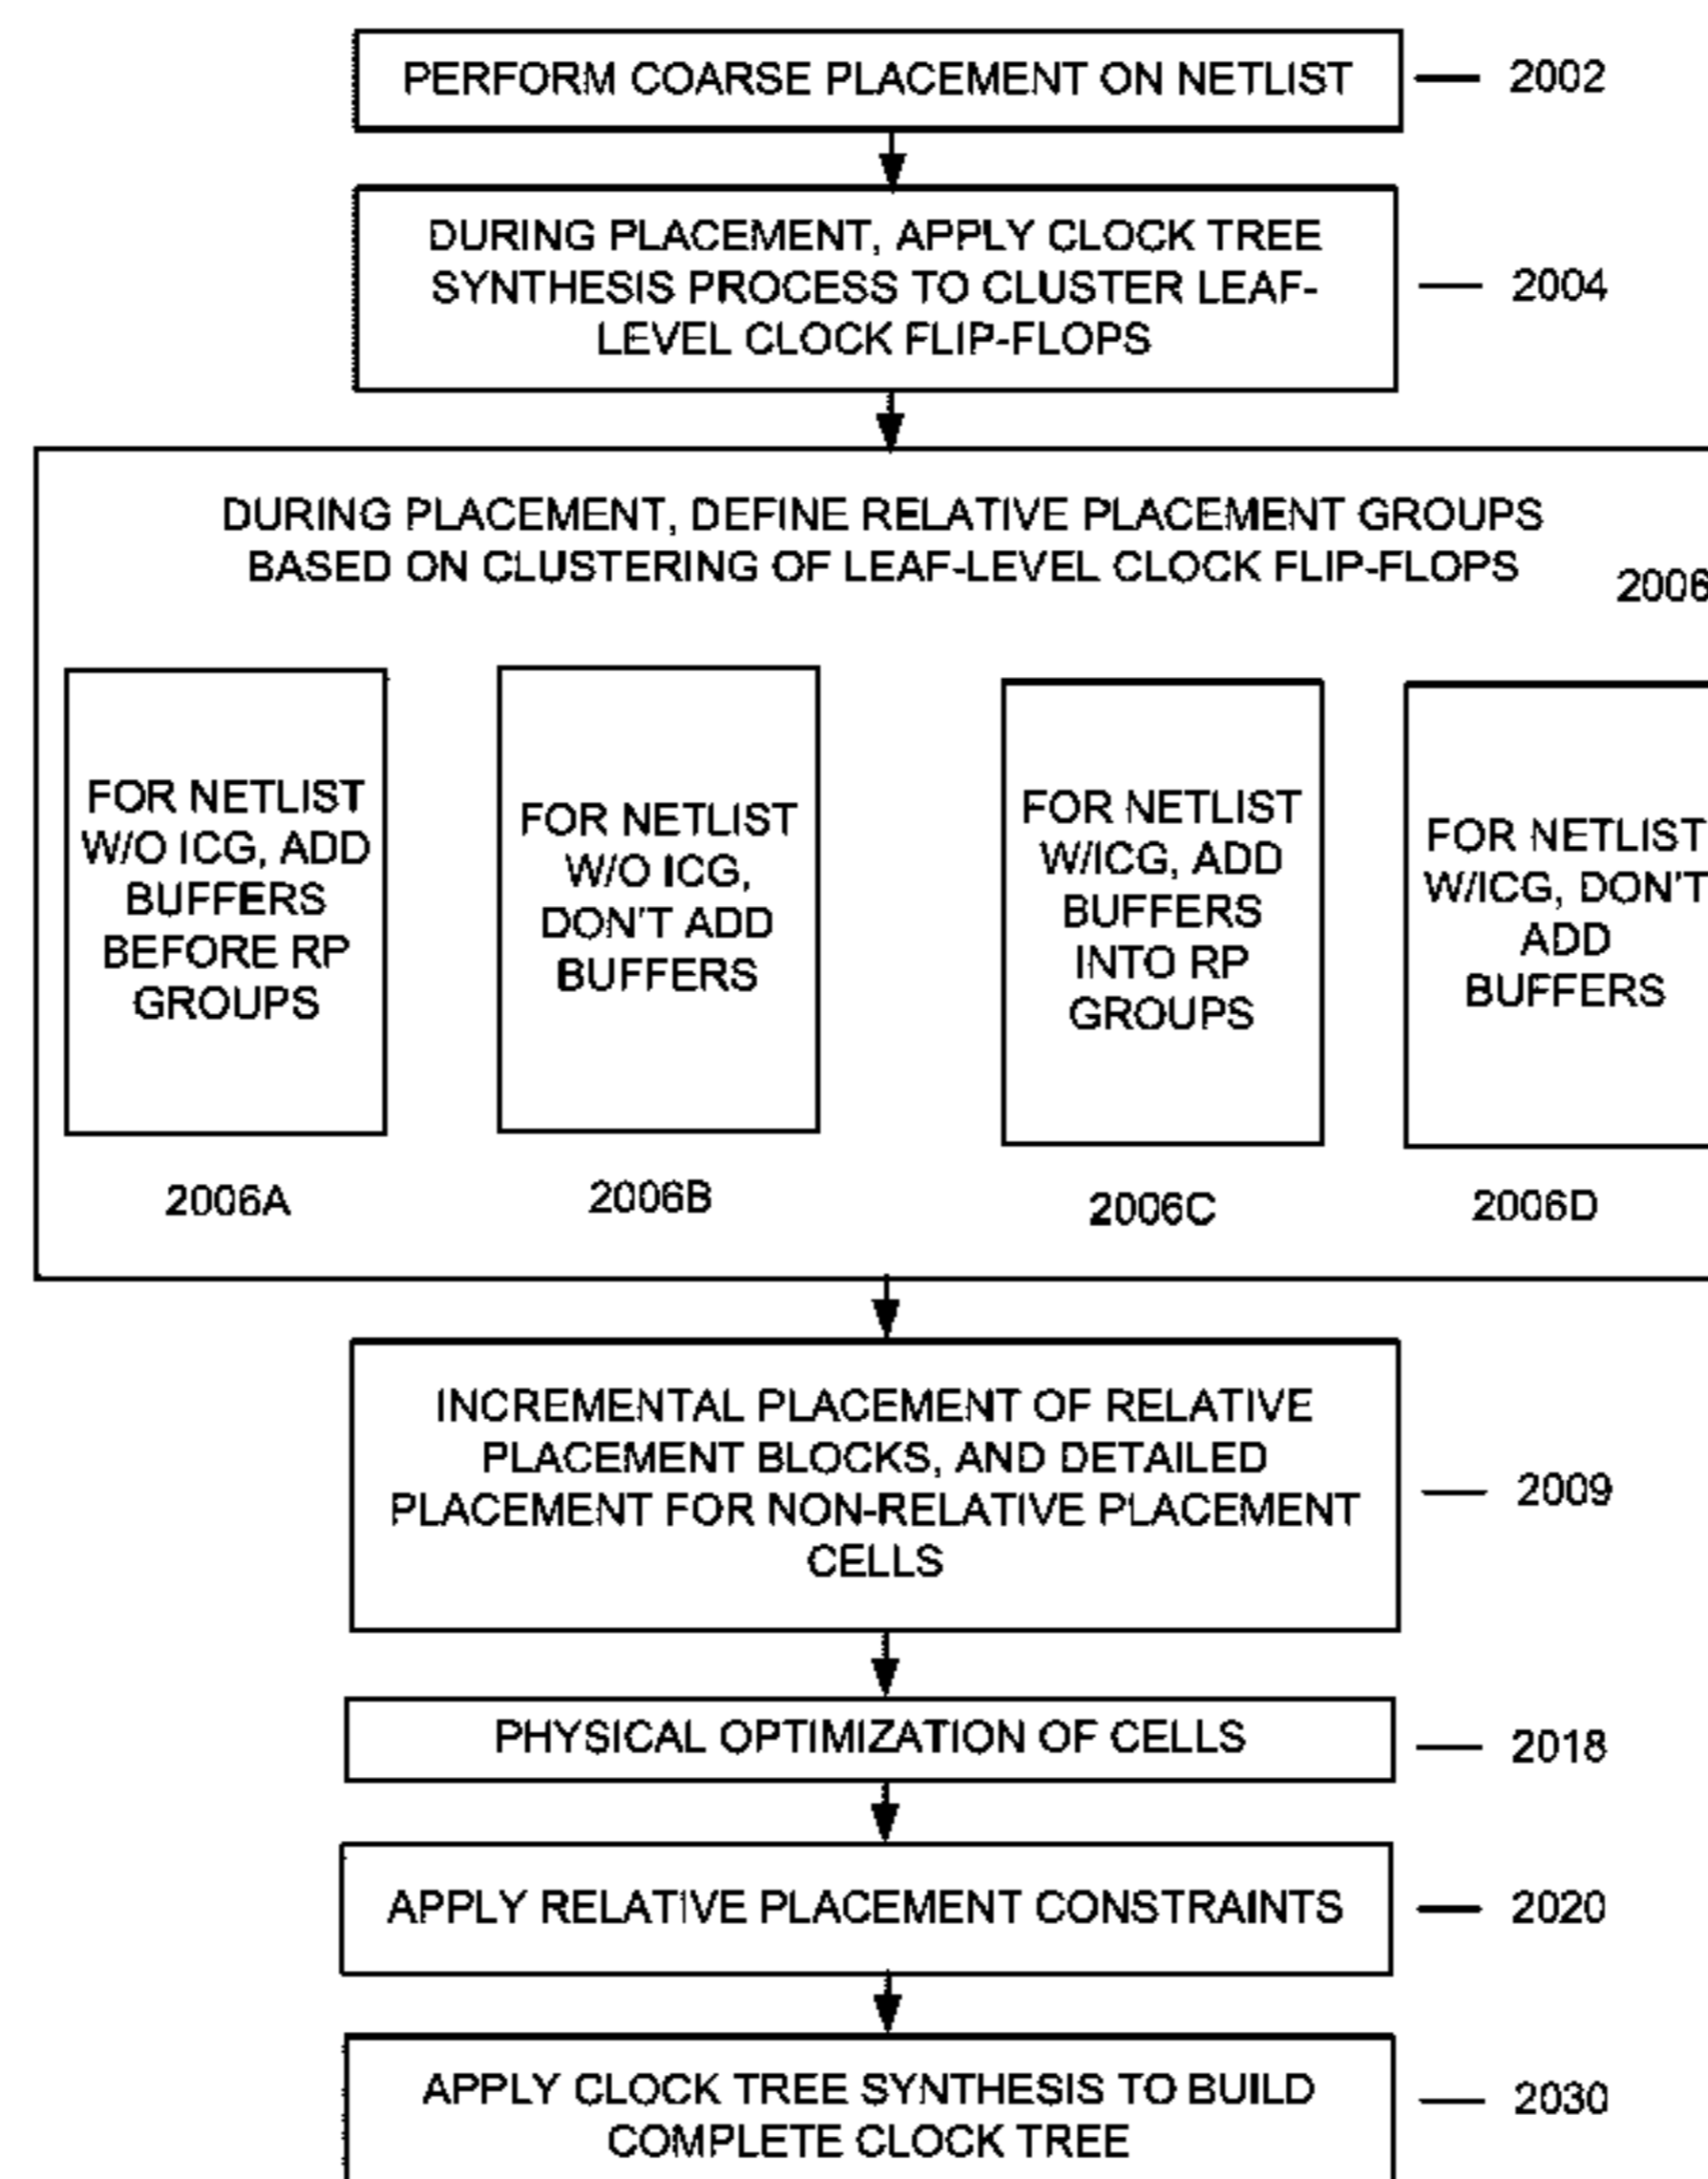 PERFORM COARSE PLACEMENT ON NETLIST
2002
DURING PLACEMENT, APPLY CLOCK TREE
SYNTHESIS PROCESS TO CLUSTER LEAF-
LEVEL CLOCK FLIP-FLOPS
2004
DURING PLACEMENT, DEFINE RELATIVE PLACEMENT GROUPS
BASED ON CLUSTERING OF LEAF-LEVEL CLOCK FLIP-FLOPS
2006
FOR NETLIST
W/O ICG, ADD
BUFFERS
BEFORE RP
GROUPS
2006A
FOR NETLIST
W/O ICG,
DON'T ADD
BUFFERS
2006B
FOR NETLIST
W/ICG, ADD
BUFFERS
INTO RP
GROUPS
2006C
FOR NETLIST
W/ICG, DON'T
ADD
BUFFERS
2006D
INCREMENTAL PLACEMENT OF RELATIVE
PLACEMENT BLOCKS, AND DETAILED
PLACEMENT FOR NON-RELATIVE PLACEMENT
CELLS
2009
PHYSICAL OPTIMIZATION OF CELLS
2018
APPLY RELATIVE PLACEMENT CONSTRAINTS
2020
APPLY CLOCK TREE SYNTHESIS TO BUILD
COMPLETE CLOCK TREE
2030